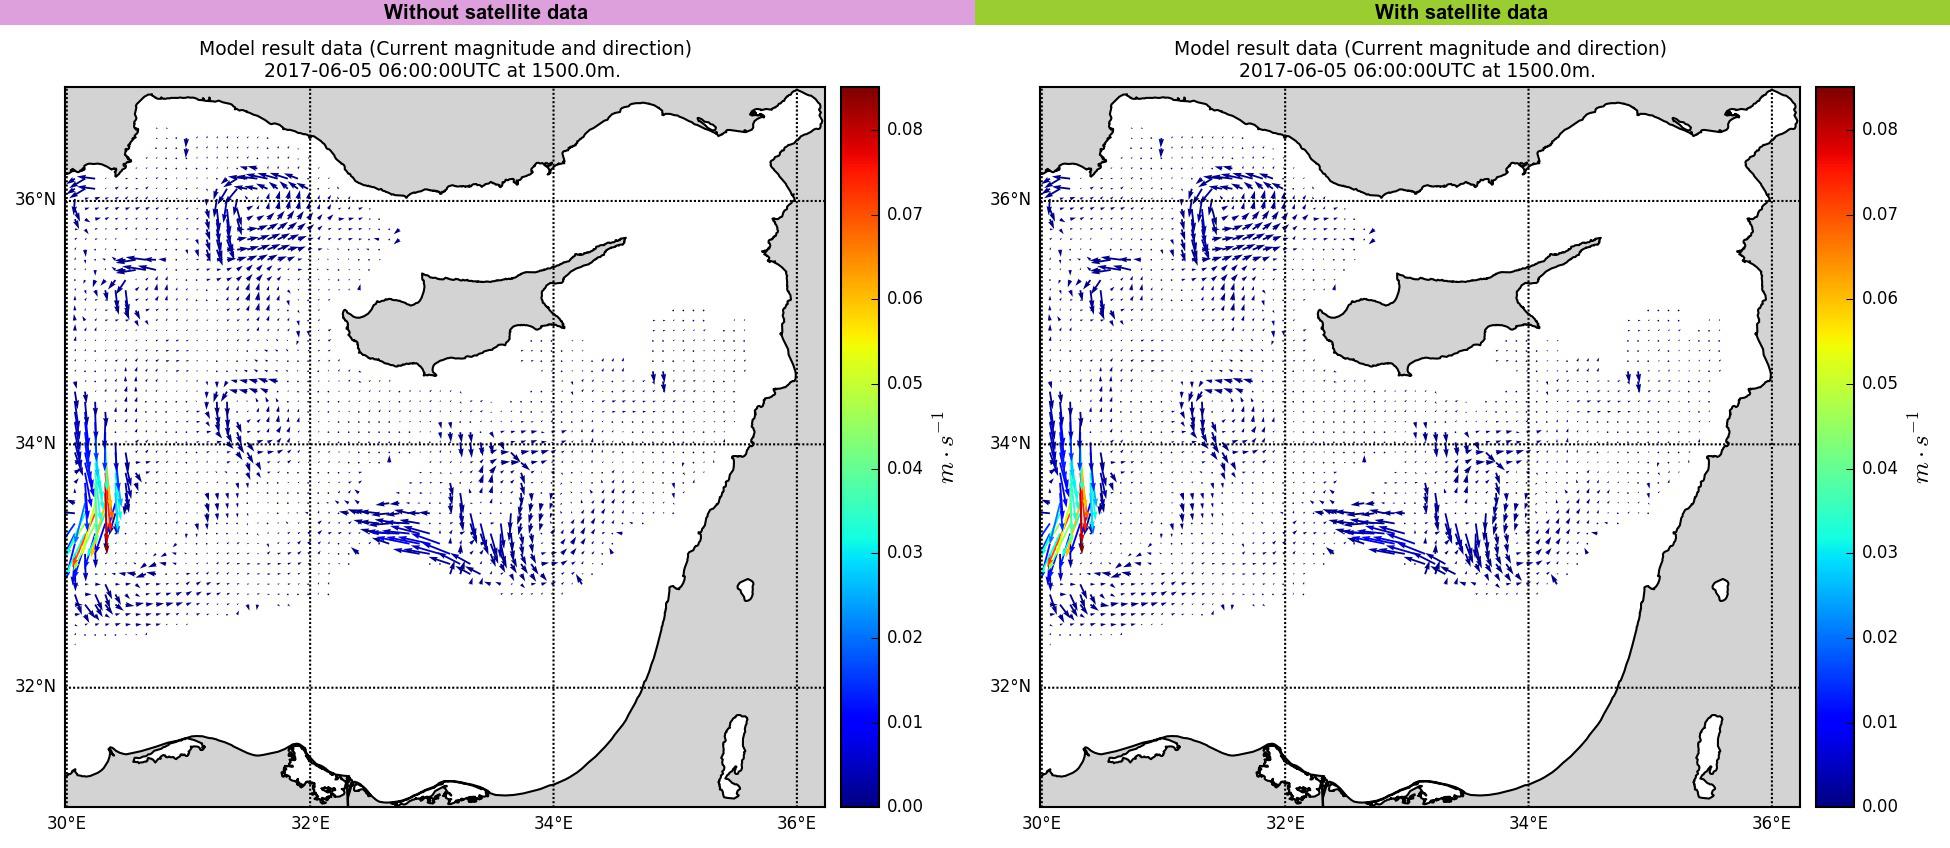 Without satellite data
Model result data (Current magnitude and direction)
2017-06-05 06:00:00UTC at 1500.0m.
36°N
34°N
32°N
30°E 32°E 34°E 36°E
0.08
0.07
0.06
0.05
0.04
0.03
0.02
0.01
0.00
m · s⁻¹
With satellite data
Model result data (Current magnitude and direction)
2017-06-05 06:00:00UTC at 1500.0m.
36°N
34°N
32°N
30°E 32°E 34°E 36°E
0.08
0.07
0.06
0.05
0.04
0.03
0.02
0.01
0.00
m · s⁻¹